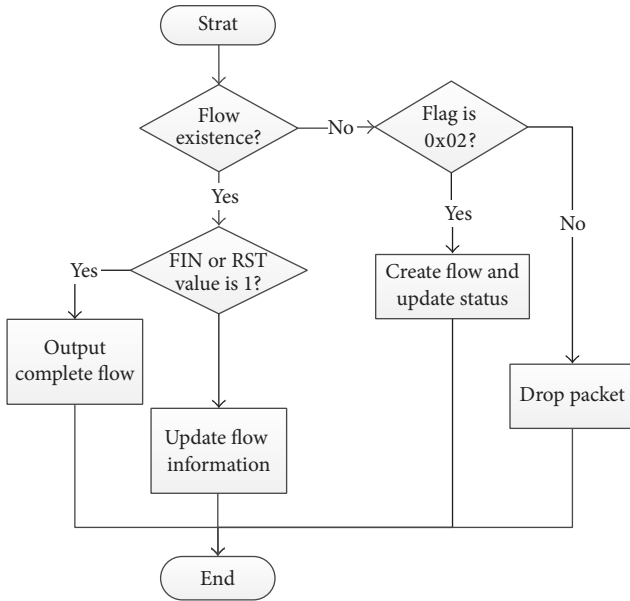 Strat
Flow
existence?
No
Flag is
0x02?
Yes
Yes
No
FIN or RST
value is 1?
Yes
Create flow and
update status
Output
complete flow
Drop packet
Update flow
information
End